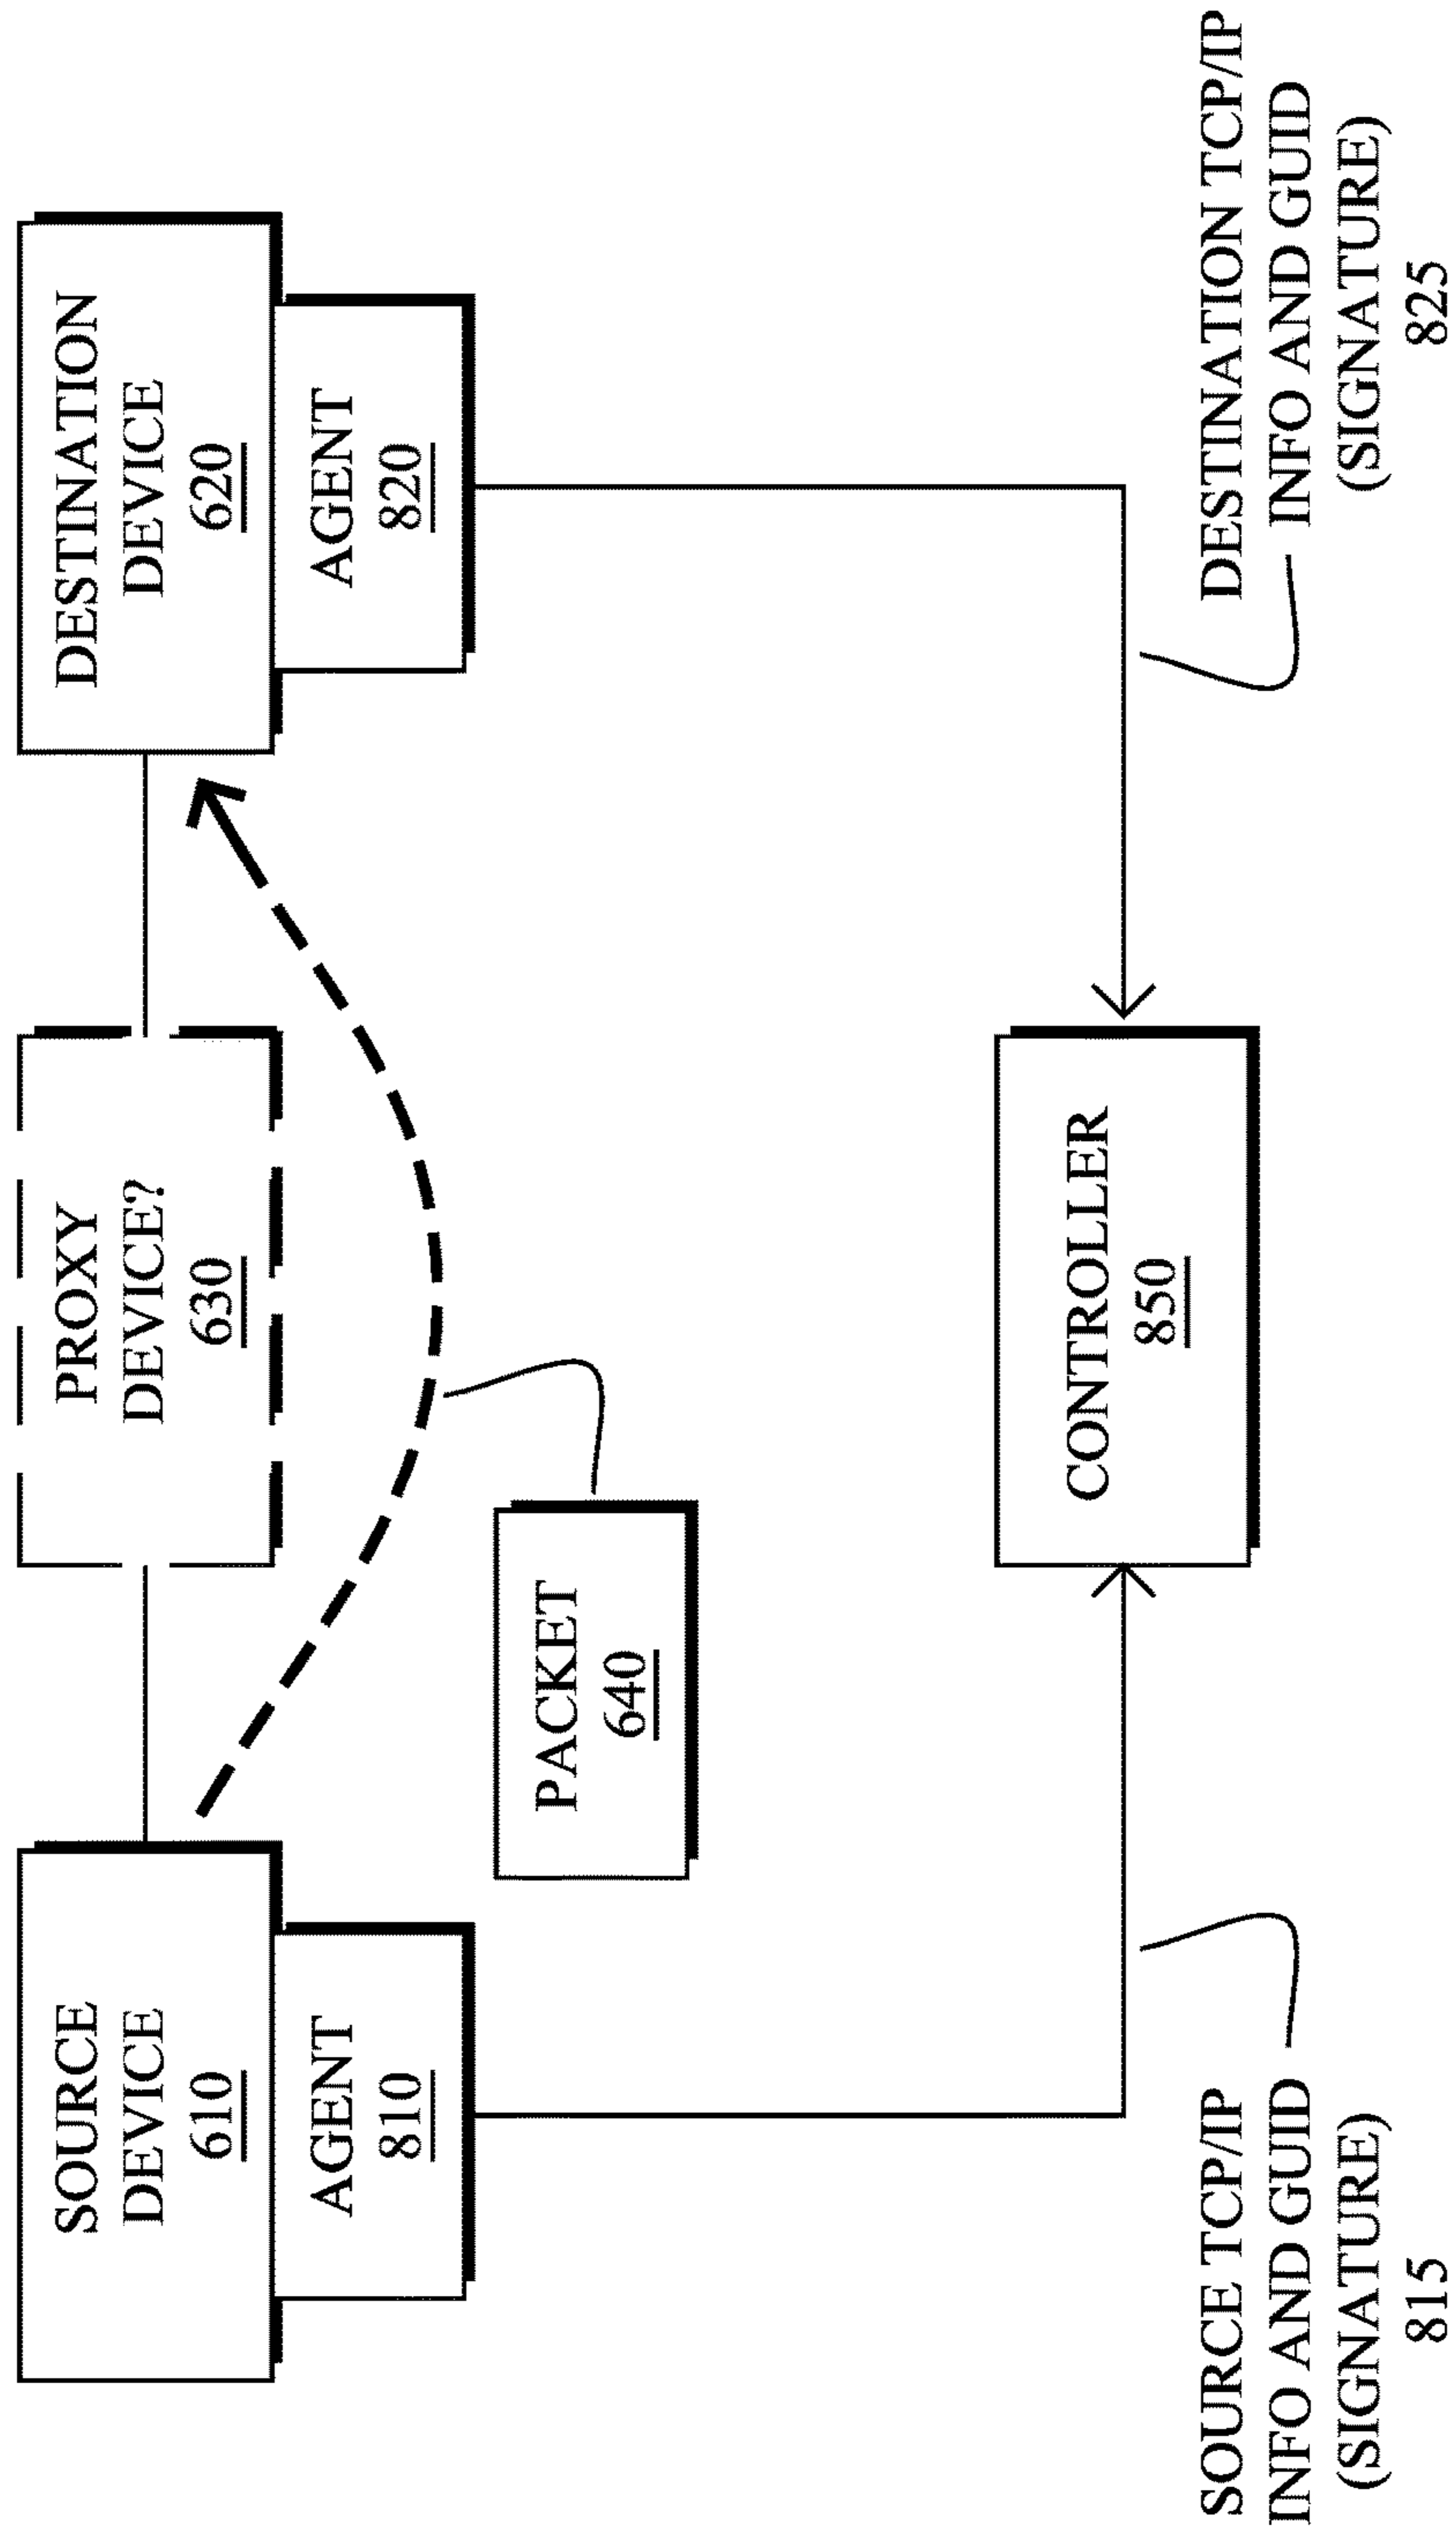 SOURCE
DEVICE
610
AGENT
810
PROXY
DEVICE?
630
DESTINATION
DEVICE
620
AGENT
820
PACKET
640
CONTROLLER
850
SOURCE TCP/IP
INFO AND GUID
(SIGNATURE)
815
DESTINATION TCP/IP
INFO AND GUID
(SIGNATURE)
825